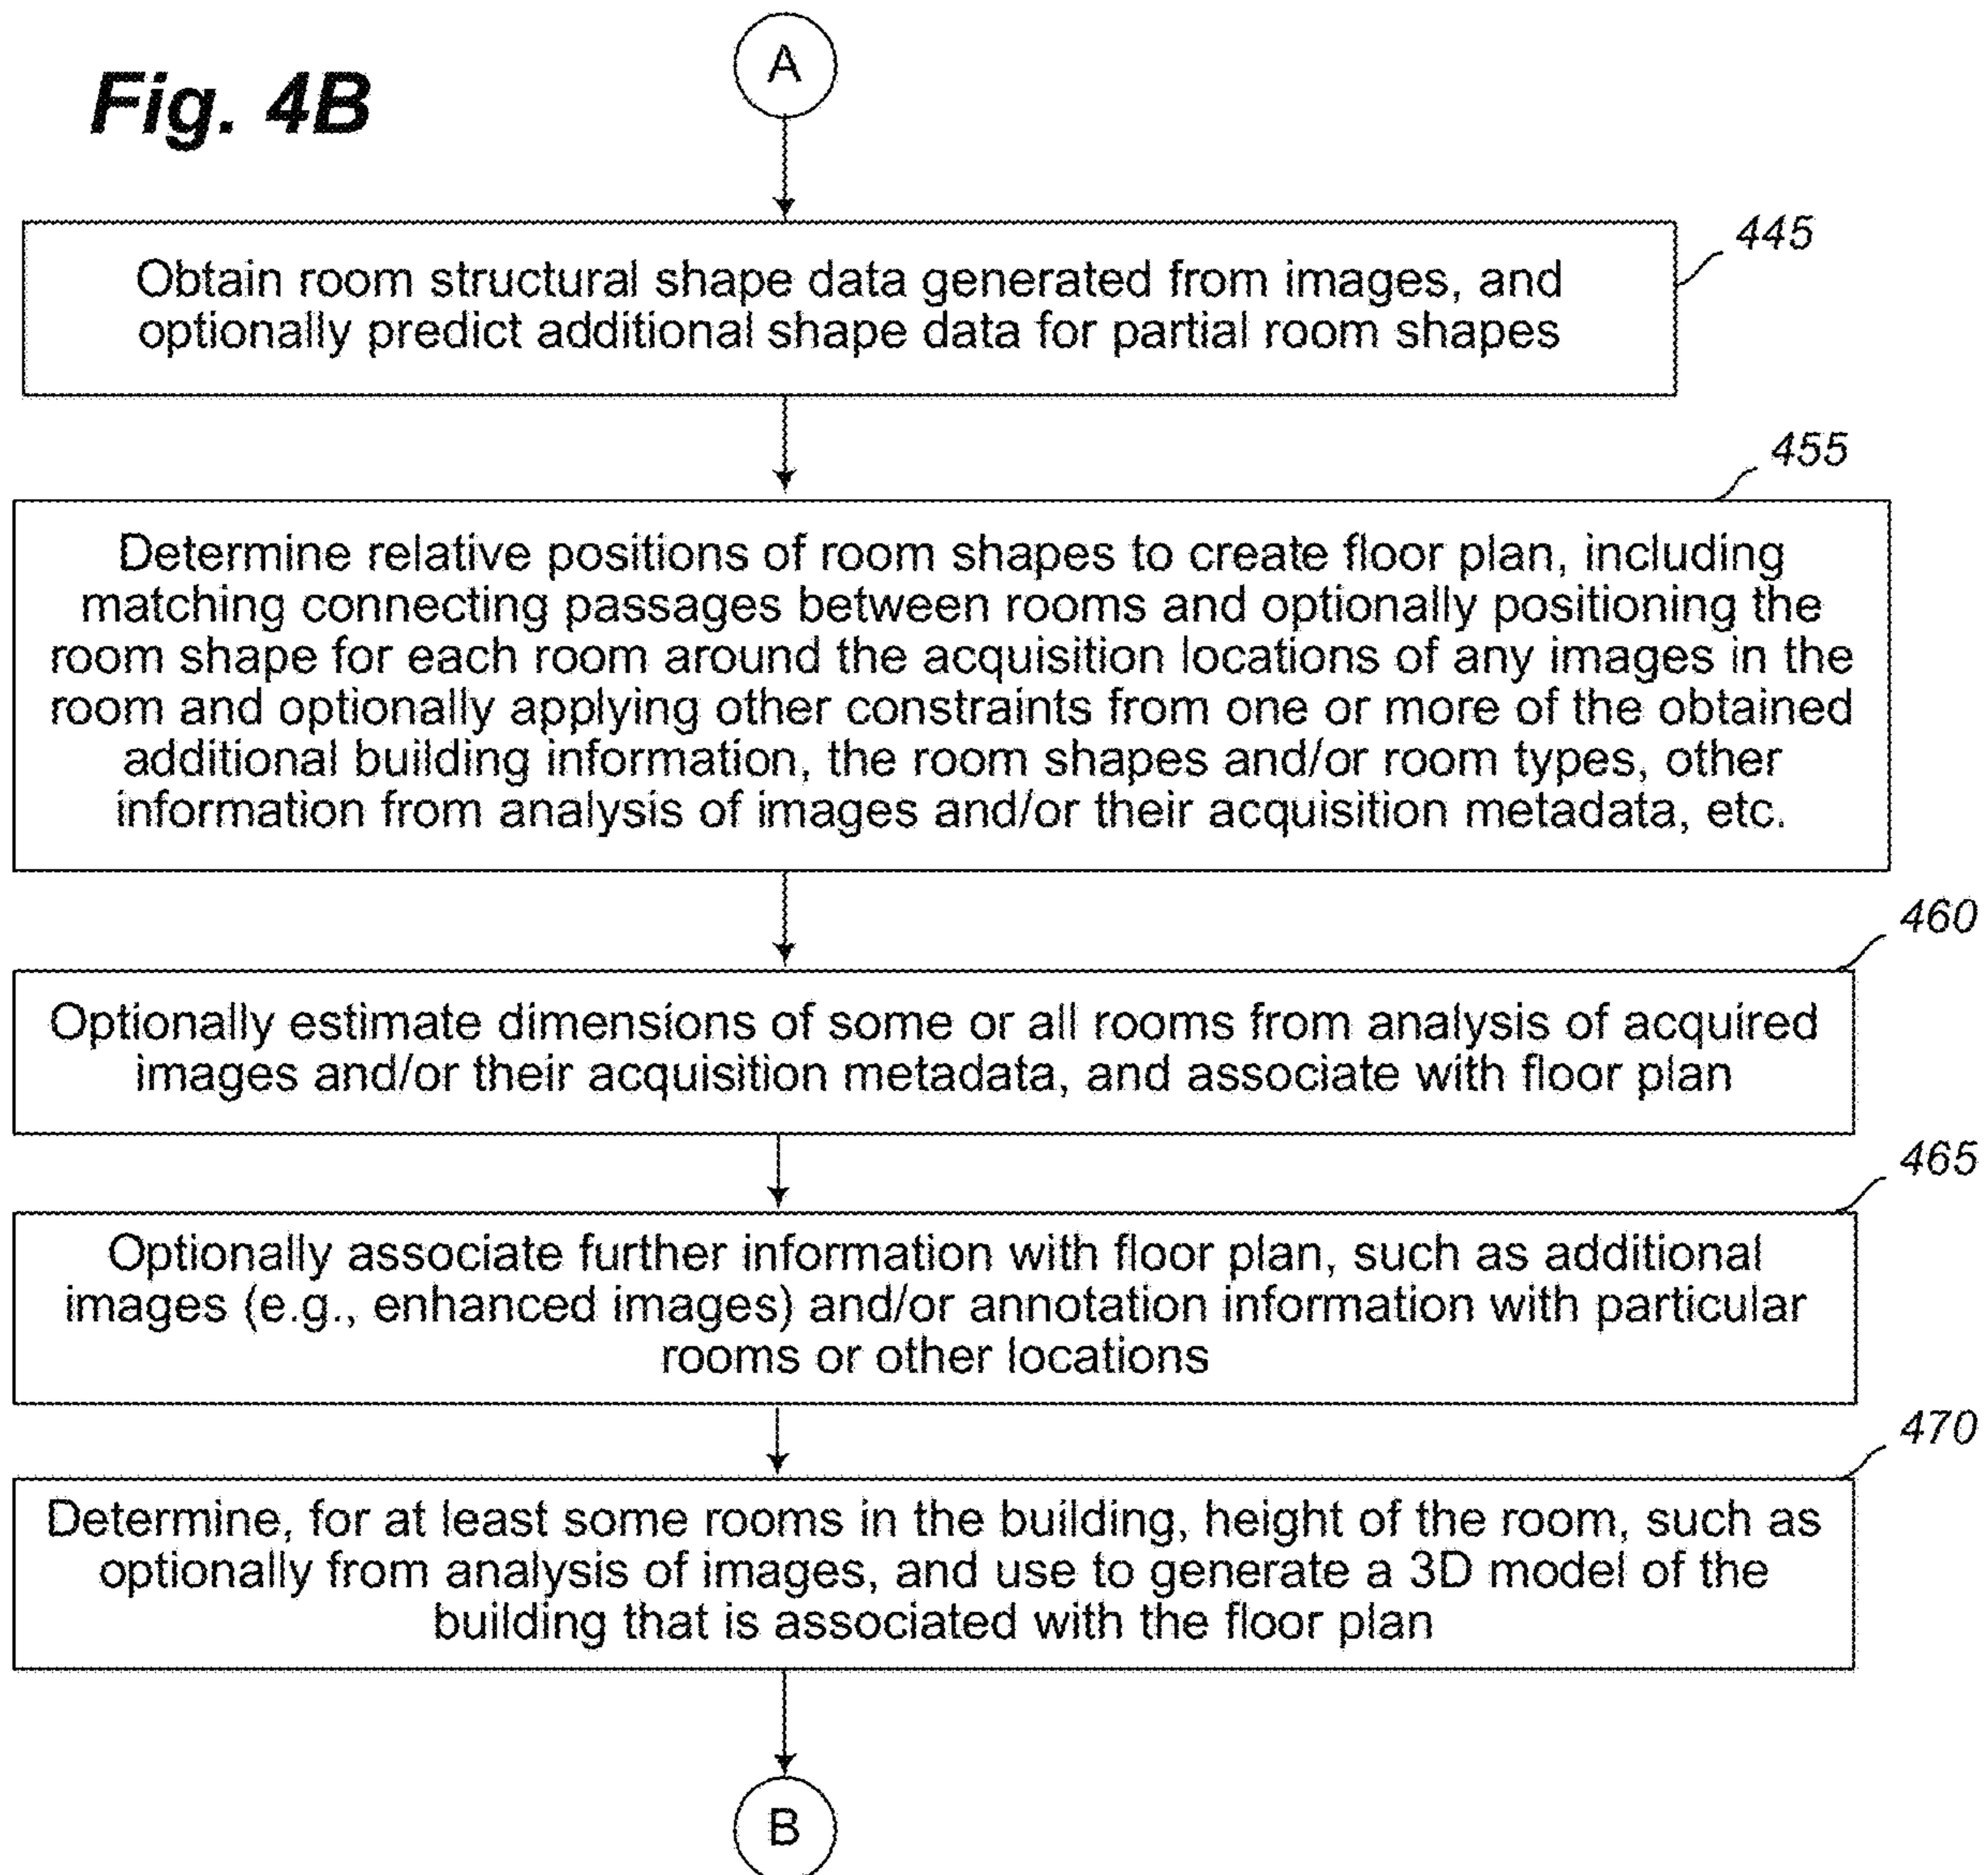 Fig. 4B
A
445
Obtain room structural shape data generated from images, and
optionally predict additional shape data for partial room shapes
455
Determine relative positions of room shapes to create floor plan, including
matching connecting passages between rooms and optionally positioning the
room shape for each room around the acquisition locations of any images in the
room and optionally applying other constraints from one or more of the obtained
additional building information, the room shapes and/or room types, other
information from analysis of images and/or their acquisition metadata, etc.
460
Optionally estimate dimensions of some or all rooms from analysis of acquired
images and/or their acquisition metadata, and associate with floor plan
465
Optionally associate further information with floor plan, such as additional
images (e.g., enhanced images) and/or annotation information with particular
rooms or other locations
470
Determine, for at least some rooms in the building, height of the room, such as
optionally from analysis of images, and use to generate a 3D model of the
building that is associated with the floor plan
B